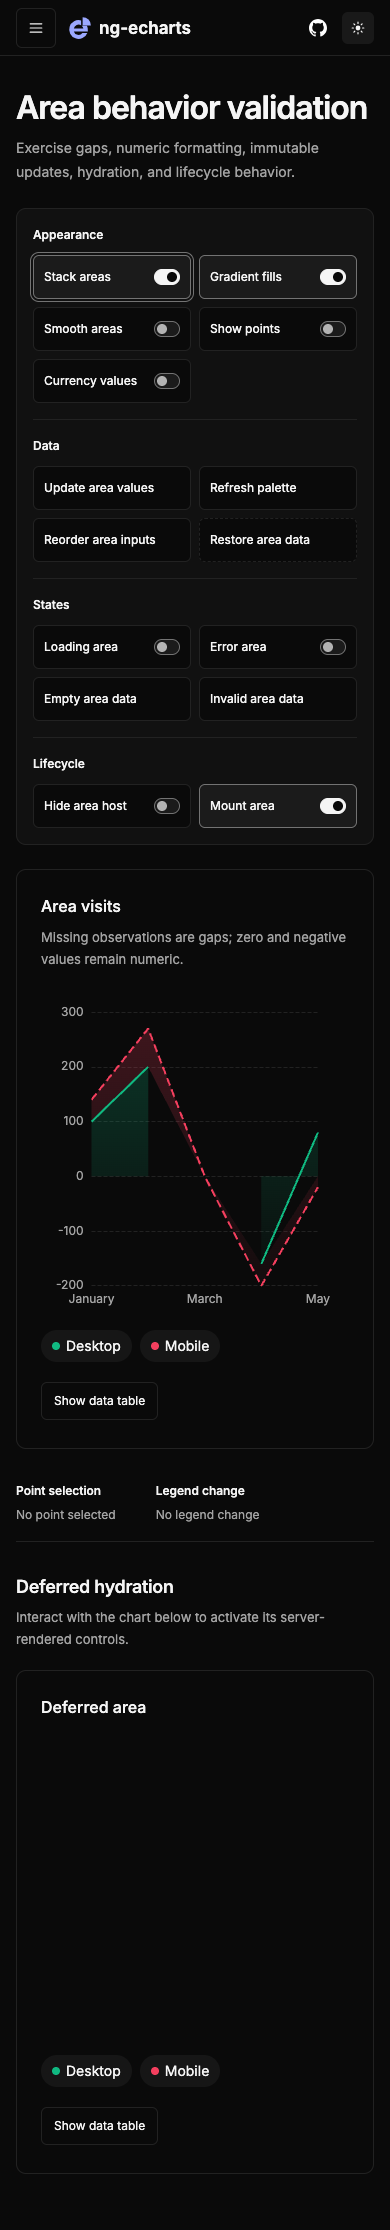 ng-echarts
Area behavior validation
Exercise gaps, numeric formatting, immutable
updates, hydration, and lifecycle behavior.
Appearance
Stack areas
Gradient fills
Smooth areas
Show points
Currency values
Data
Update area values
Refresh palette
Reorder area inputs
Restore area data
States
Loading area
Error area
Empty area data
Invalid area data
Lifecycle
Hide area host
Mount area
Area visits
Missing observations are gaps; zero and negative
values remain numeric.
300
200
100
0
-100
-200
January March May
Desktop Mobile
Show data table
Point selection
No point selected
Legend change
No legend change
Deferred hydration
Interact with the chart below to activate its server-
rendered controls.
Deferred area
Desktop Mobile
Show data table